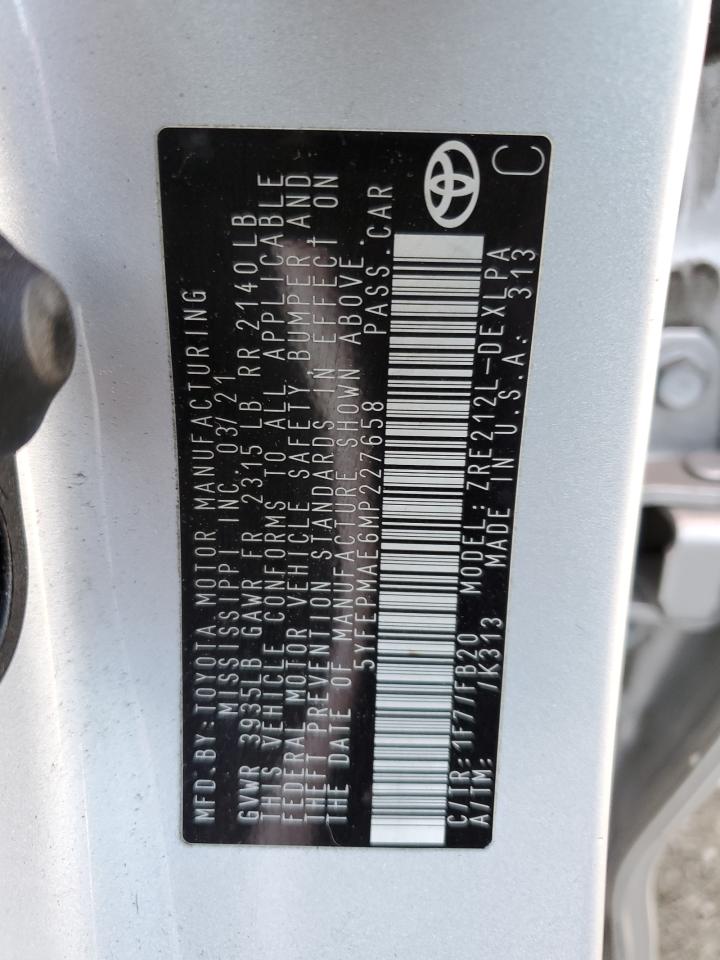 MFD.BY:TOYOTA MOTOR MANUFACTURING
MISSISSIPPI INC. 03/21
GVWR 3935LB GAWR FR 2315 LB RR 2140LB
THIS VEHICLE CONFORMS TO ALL APPLICABLE
FEDERAL MOTOR VEHICLE SAFETY, BUMPER, AND
THEFT PREVENTION STANDARDS IN EFFECT ON
THE DATE OF MANUFACTURE SHOWN ABOVE.
5YFEPMAE6MP227658 PASS.CAR
C/TR:1F7/FB20 MODEL:ZRE212L-DEXLPA
A/TM: /K313 MADE IN U.S.A. 313
C